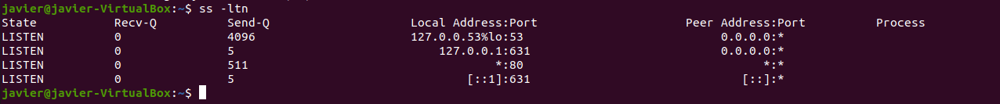 javier@javier-VirtualBox:~$ ss -ltn
State Recv-Q Send-Q Local Address:Port Peer Address:Port Process
LISTEN 0 4096 127.0.0.53%lo:53 0.0.0.0:*
LISTEN 0 5 127.0.0.1:631 0.0.0.0:*
LISTEN 0 511 *:80 *:*
LISTEN 0 5 [::1]:631 [::]:*
javier@javier-VirtualBox:~$